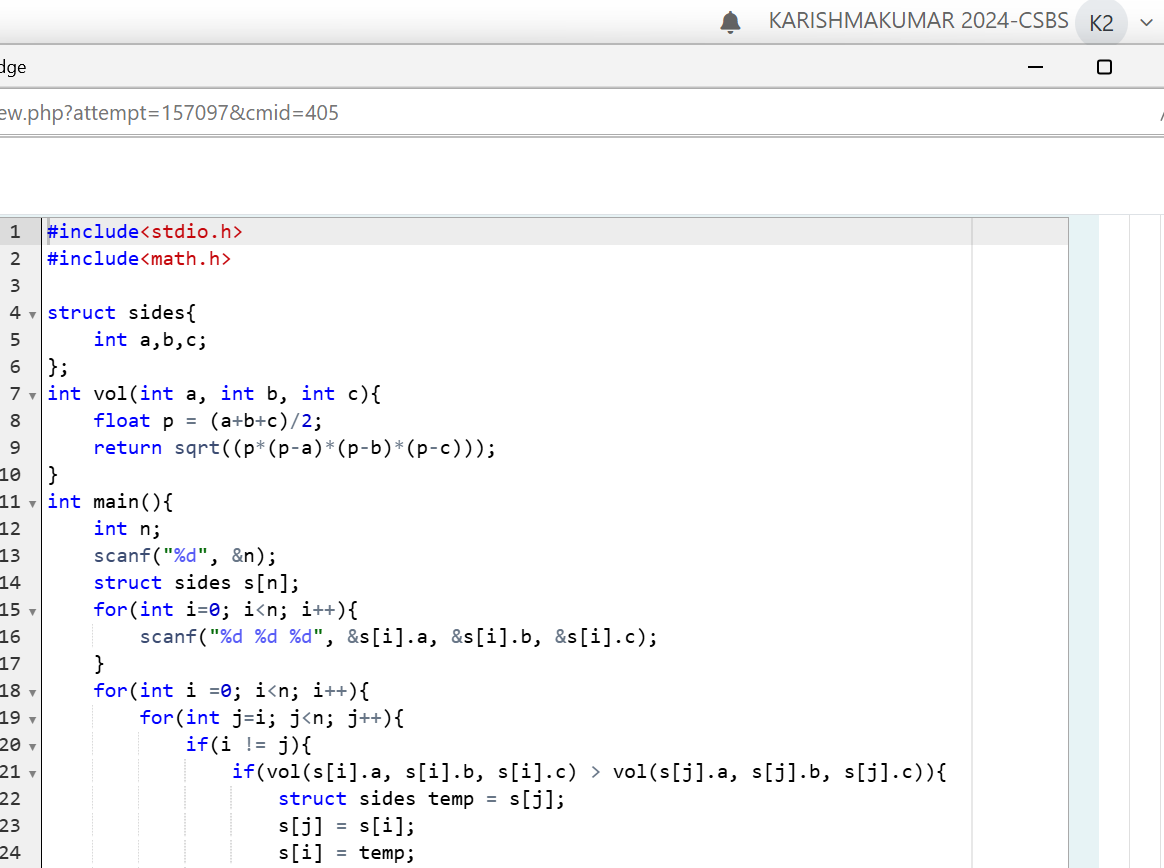 KARISHMAKUMAR 2024-CSBS K2
dge
ew.php?attempt=157097&cmid=405
1 #include<stdio.h>
2 #include<math.h>
3
4 struct sides{
5     int a,b,c;
6 };
7 int vol(int a, int b, int c){
8     float p = (a+b+c)/2;
9     return sqrt((p*(p-a)*(p-b)*(p-c)));
10 }
11 int main(){
12     int n;
13     scanf("%d", &n);
14     struct sides s[n];
15     for(int i=0; i<n; i++){
16         scanf("%d %d %d", &s[i].a, &s[i].b, &s[i].c);
17     }
18     for(int i =0; i<n; i++){
19         for(int j=i; j<n; j++){
20             if(i != j){
21                 if(vol(s[i].a, s[i].b, s[i].c) > vol(s[j].a, s[j].b, s[j].c)){
22                     struct sides temp = s[j];
23                     s[j] = s[i];
24                     s[i] = temp;